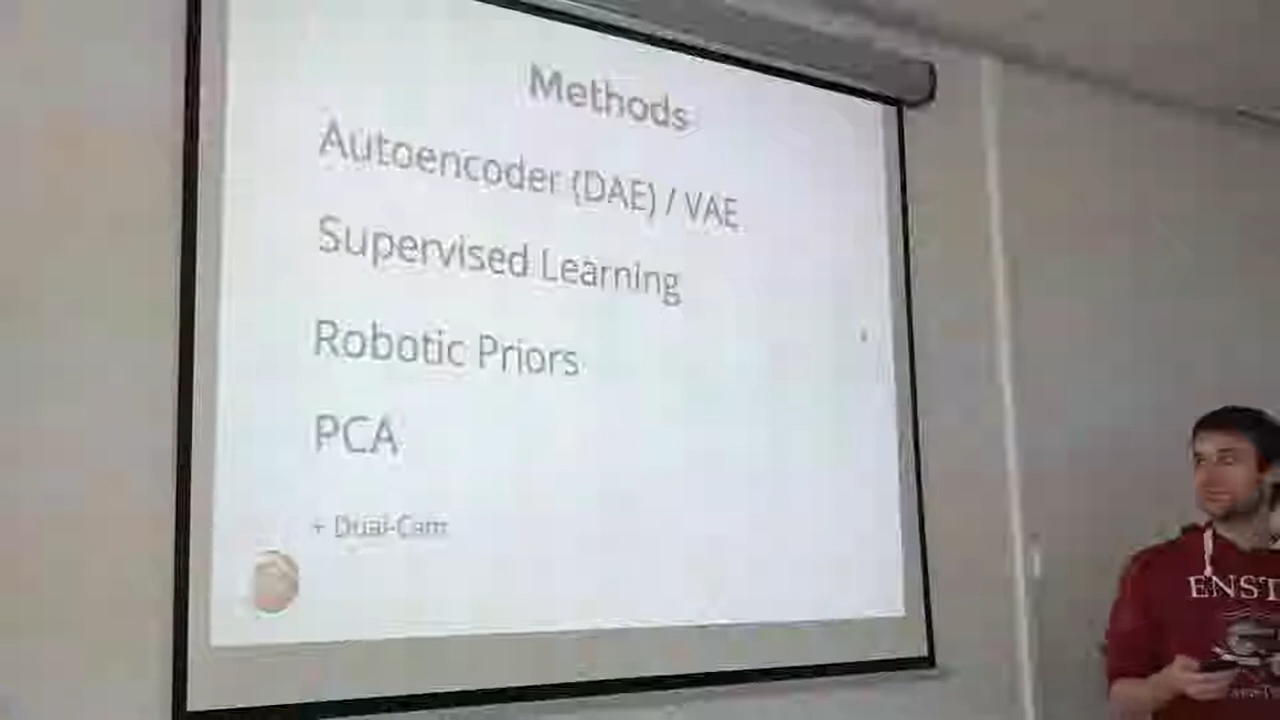 Methods
Autoencoder (DAE) / VAE
Supervised Learning
Robotic Priors
PCA
+ Dual-Cam
ENST